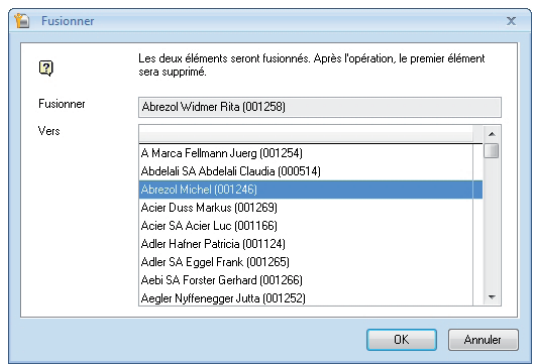 Fusionner
Les deux éléments seront fusionnés. Après l'opération, le premier élément
sera supprimé.
Fusionner
Abrezol Widmer Rita (001258)
Vers
A Marca Fellmann Juerg (001254)
Abdelali SA Abdelali Claudia (000514)
Abrezol Michel (001246)
Acier Duss Markus (001269)
Acier SA Acier Luc (001166)
Adler Hafner Patricia (001124)
Adler SA Eggel Frank (001265)
Aebi SA Forster Gerhard (001266)
Aegler Nyffenegger Jutta (001252)
OK
Annuler